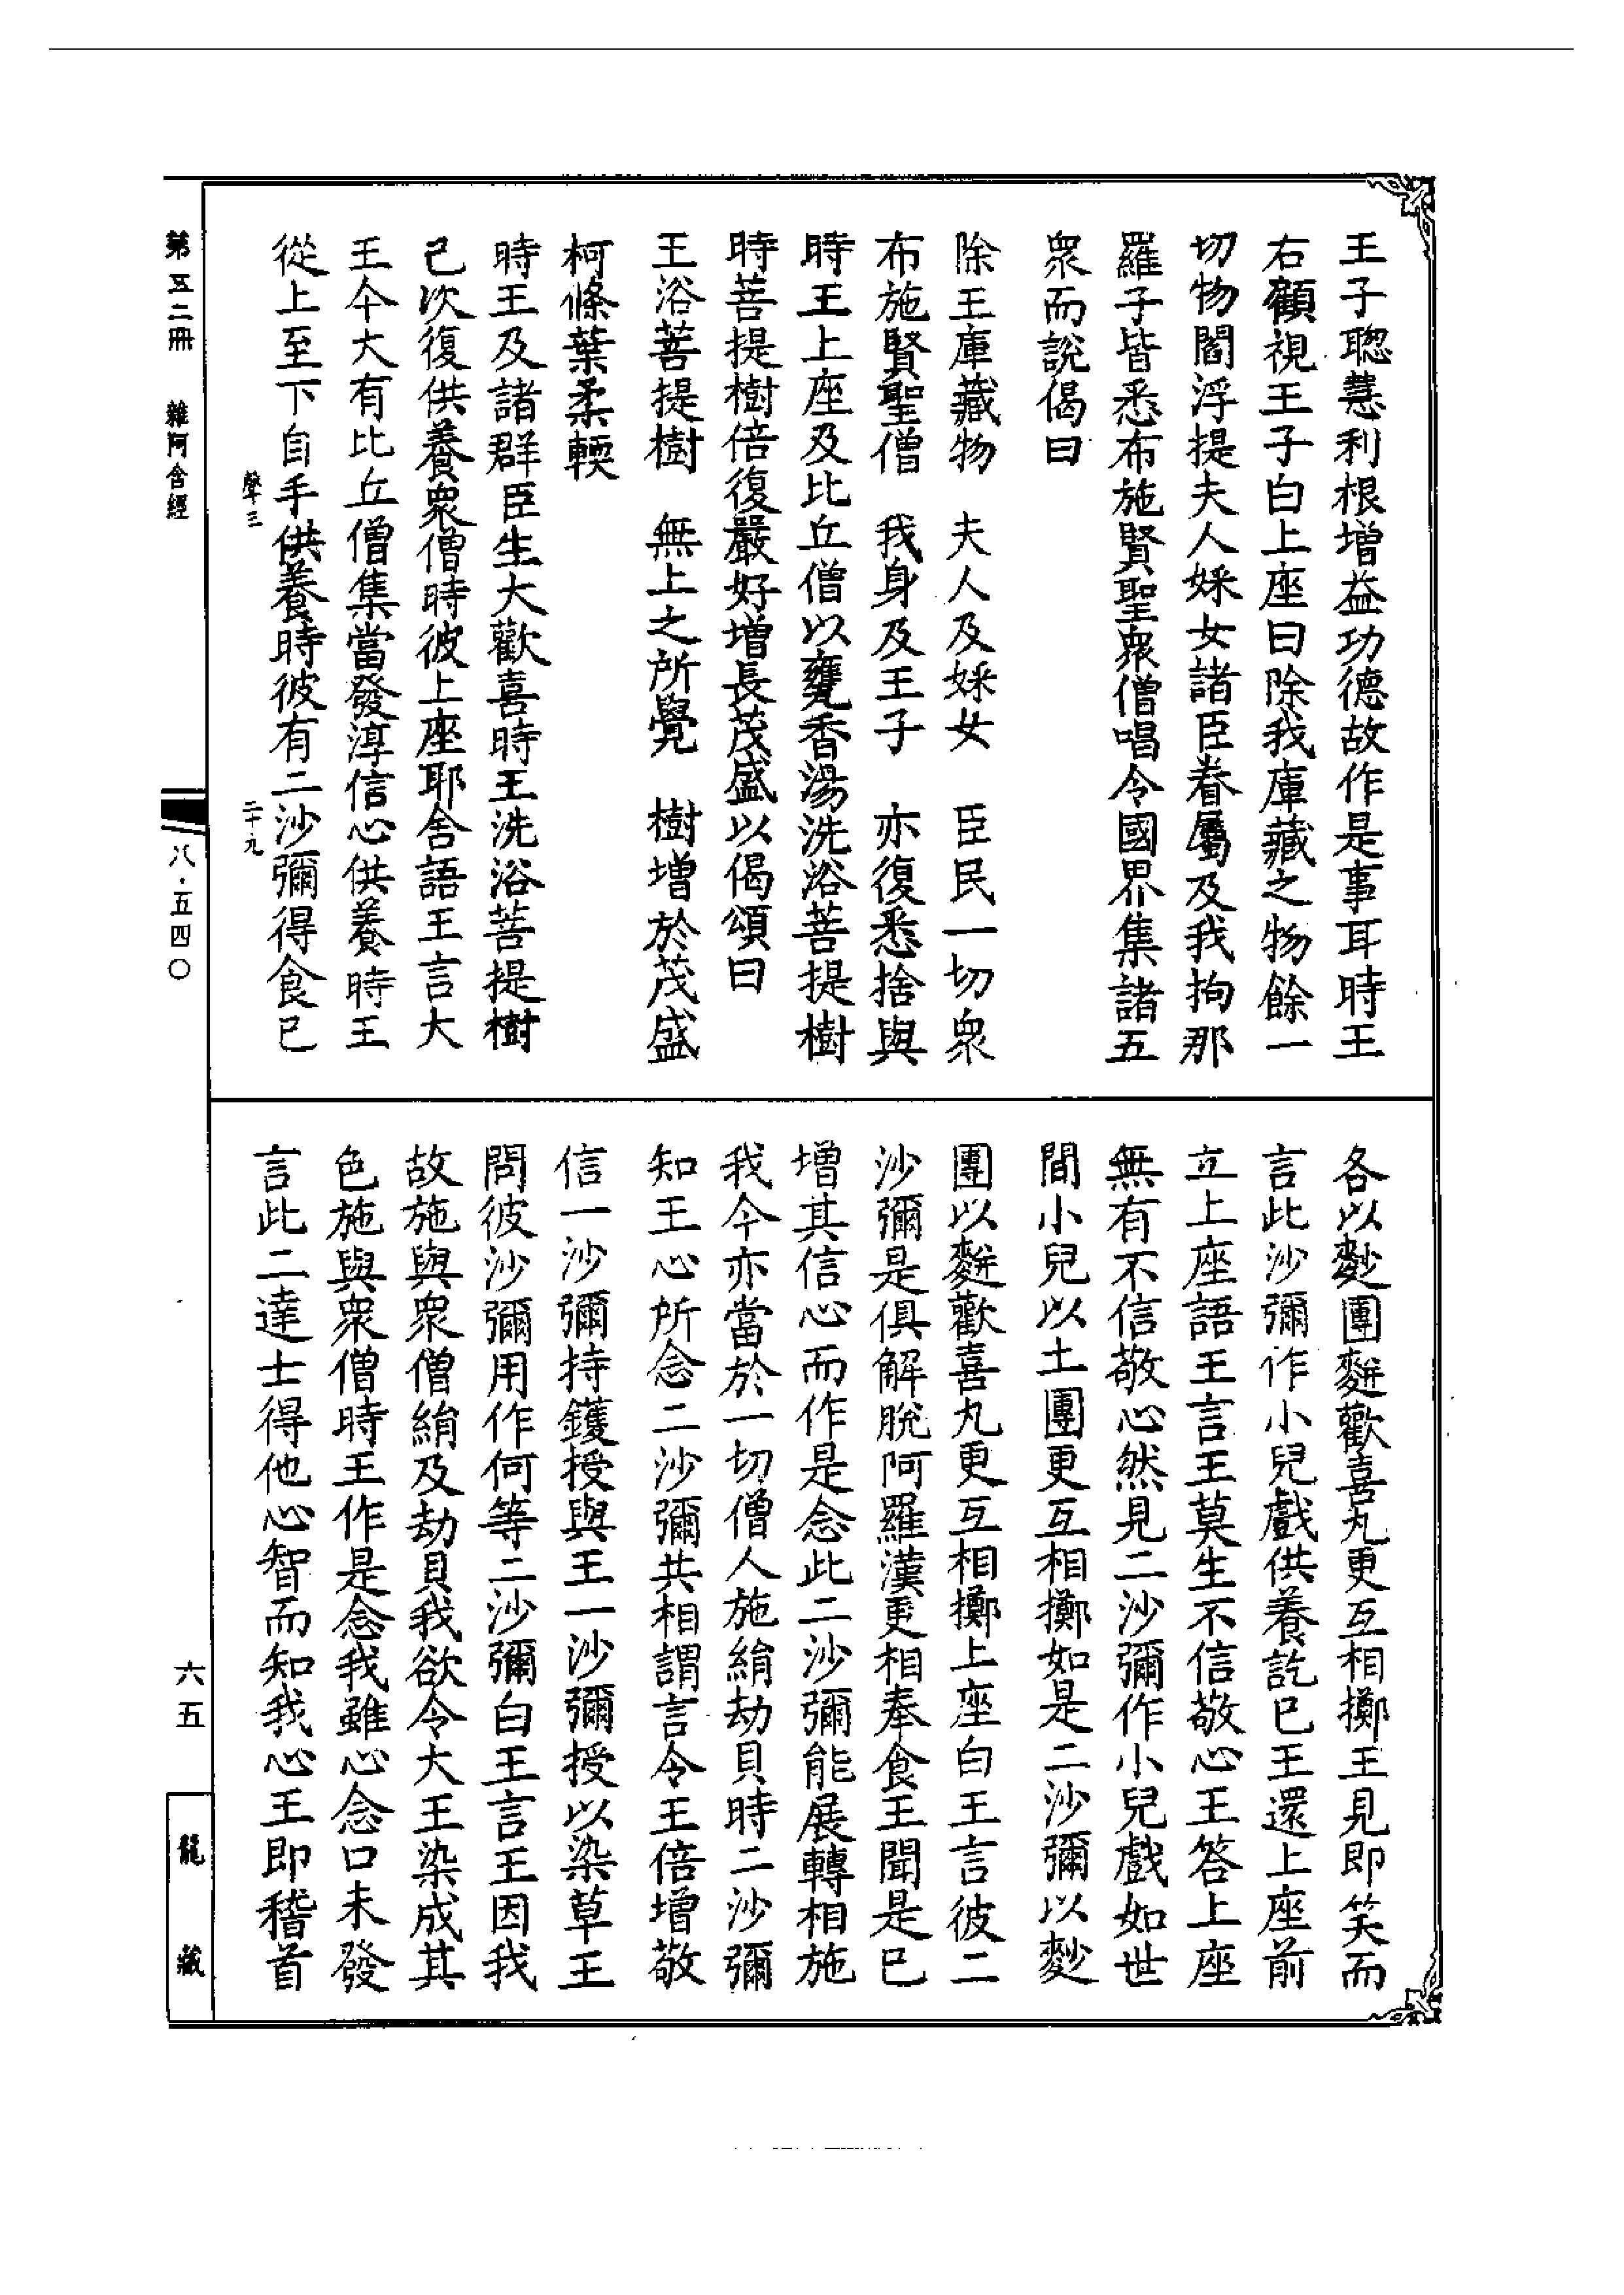 王子聦慧利根增益功德故作是事耳時王
右顧視王子白上座曰除我庫藏之物餘一
切物閻浮提夫人婇女諸臣眷屬及我拘那
羅子皆悉布施賢聖衆僧唱令國界集諸五
衆而說偈曰
除王庫藏物　夫人及婇女　臣民一切衆
布施賢聖僧　我身及王子　亦復悉捨與
時王上座及比丘僧以甕香湯洗浴菩提樹
時菩提樹倍復嚴好增長茂盛以偈頌曰
王浴菩提樹　無上之所覺　樹增於茂盛
柯條葉柔輭
時王及諸群臣生大歡喜時王洗浴菩提樹
已次復供養衆僧時彼上座耶舍語王言大
王今大有比丘僧集當發淳信心供養時王
從上至下自手供養時彼有二沙彌得食已
聲三　二十九
各以麨團䴵歡喜丸更互相擲王見即笑而
言此沙彌作小兒戲供養訖已王還上座前
立上座語王言王莫生不信敬心王答上座
無有不信敬心然見二沙彌作小兒戲如世
間小兒以土團更互相擲如是二沙彌以麨
團以䴵歡喜丸更互相擲上座白王言彼二
沙彌是俱解脫阿羅漢更相奉食王聞是已
增其信心而作是念此二沙彌能展轉相施
我今亦當於一切僧人施絹劫貝時二沙彌
知王心所念二沙彌共相謂言令王倍增敬
信一沙彌持鑊授與王一沙彌授以染草王
問彼沙彌用作何等二沙彌白王言王因我
故施與衆僧絹及劫貝我欲令大王染成其
色施與衆僧時王作是念我雖心念口未發
言此二達士得他心智而知我心王即稽首
第五二冊　雜阿含經
八·五四〇
六五
龍藏